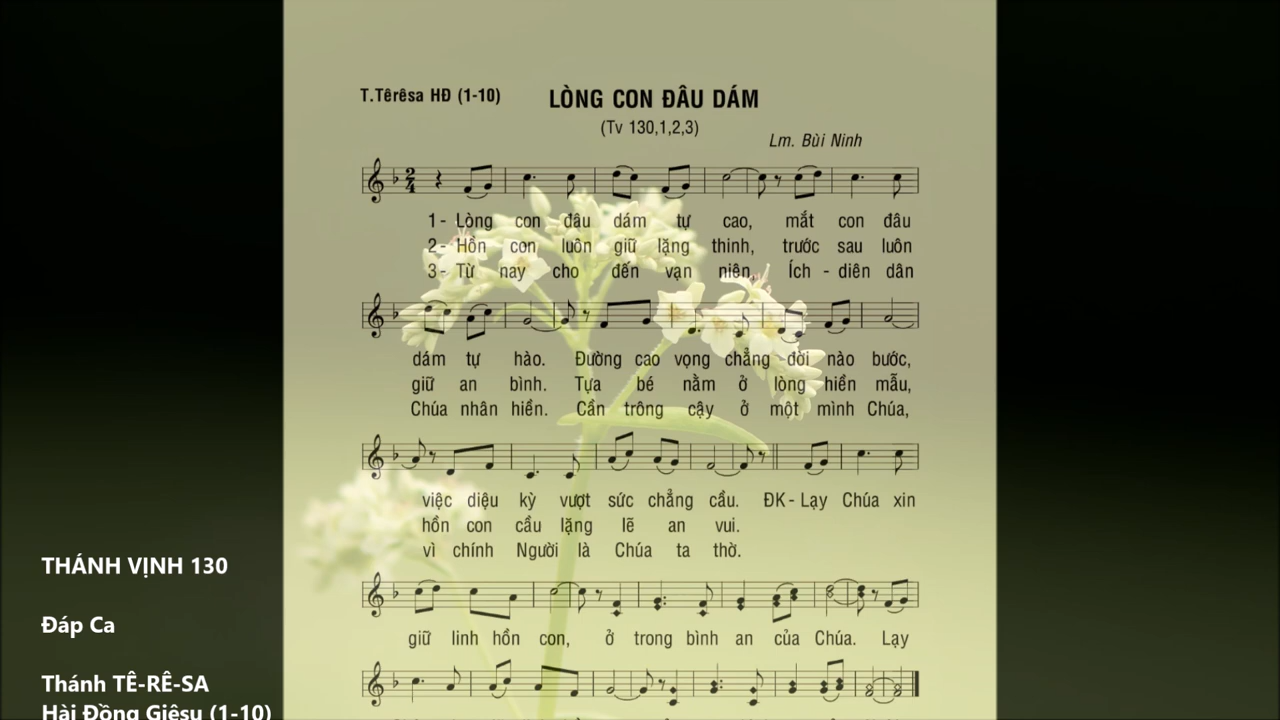 T.Têrêsa HĐ (1-10)
LÒNG CON ĐÂU DÁM
(Tv 130,1,2,3)
Lm. Bùi Ninh
2
4
1- Lòng con đâu dám tự cao, mắt con đâu
2- Hồn con luôn giữ lặng thinh, trước sau luôn
3- Từ nay cho đến vạn niên, Ích - diên dân
dám tự hào. Đường cao vọng chẳng đời nào bước,
giữ an bình. Tựa bé nằm ở lòng hiền mẫu,
Chúa nhân hiền. Cần trông cậy ở một mình Chúa,
việc diệu kỳ vượt sức chẳng cầu. ĐK- Lạy Chúa xin
hồn con cầu lặng lẽ an vui.
vì chính Người là Chúa ta thờ.
giữ linh hồn con, ở trong bình an của Chúa. Lạy
THÁNH VỊNH 130
Đáp Ca
Thánh TÊ-RÊ-SA
Hài Đồng Giêsu (1-10)